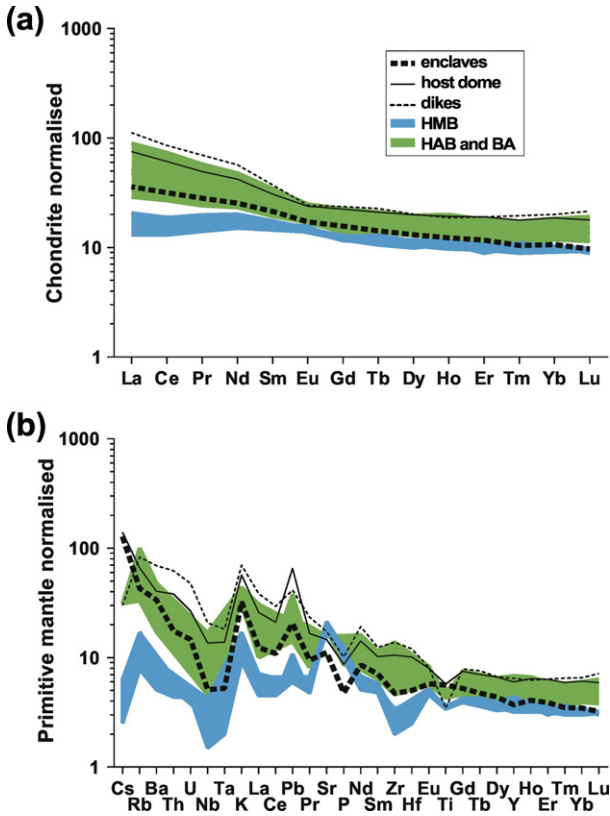 (a)
Chondrite normalised
1000
100
10
1
enclaves
host dome
dikes
HMB
HAB and BA
La Ce Pr Nd Sm Eu Gd Tb Dy Ho Er Tm Yb Lu
(b)
Primitive mantle normalised
1000
100
10
1
Cs Ba U Ta La Pb Sr Nd Zr Eu Gd Dy Ho Tm Lu
Rb Th Nb K Ce Pr P Sm Hf Ti Tb Y Er Yb